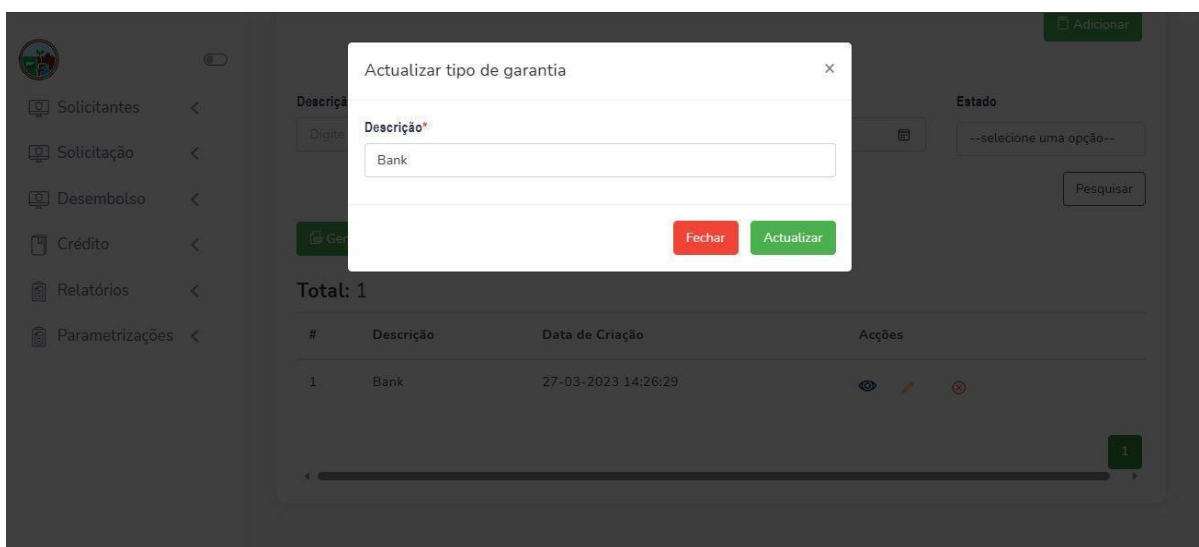 Adicionar
Actualizar tipo de garantia ×
Solicitantes
Solicitação
Desembolso
Crédito
Relatórios
Parametrizações
Estado
Digite
--selecione uma opção--
Descrição*
Bank
Pesquisar
Fechar Actualizar
Total: 1
# Descrição Data de Criação Acções
1 Bank 27-03-2023 14:26:29
1